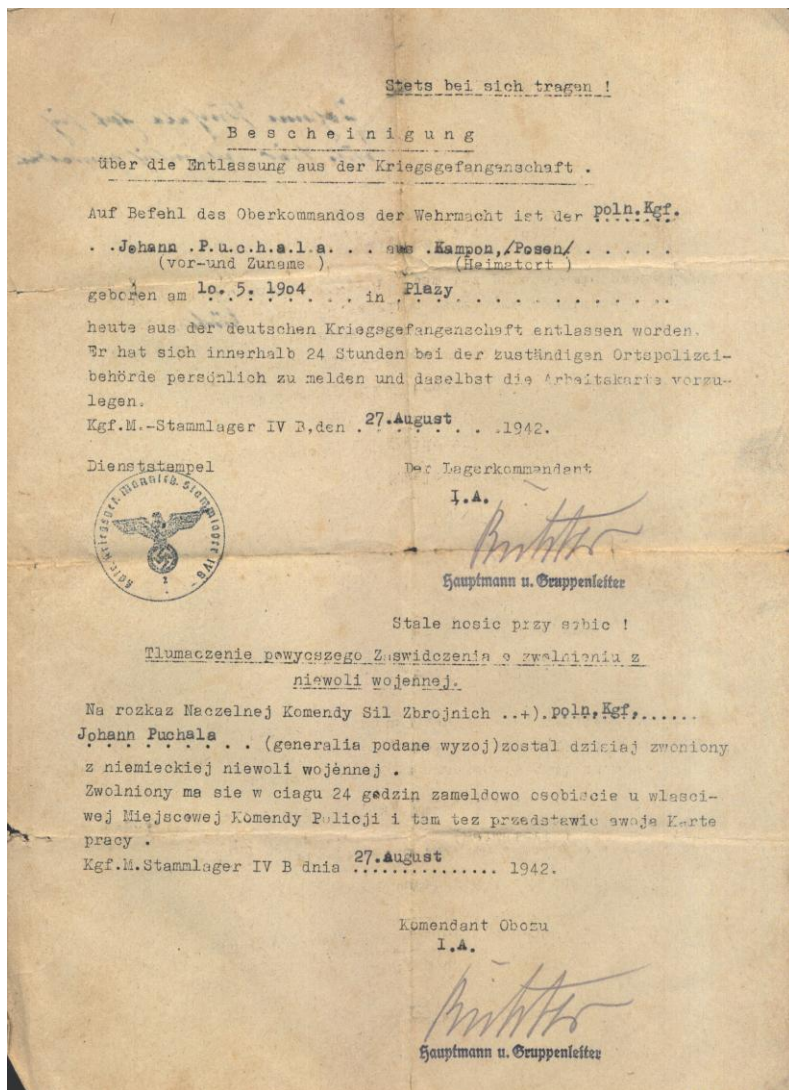 Stets bei sich tragen !
B e s c h e i n i g u n g
über die Entlassung aus der Kriegsgefangenschaft .
Auf Befehl des Oberkommandos der Wehrmacht ist der poln.Kgf.
. .Johann .P.u.c.h.a.l.a. . . aus .Kampon,/Posen/ . . . . .
(vor-und Zuname ) (Heimatort )
geboren am 1o. 5. 19o4 . . . in Plazy . . . . . . . . . . . . . . .
heute aus der deutschen Kriegsgefangenschaft entlassen worden.
Er hat sich innerhalb 24 Stunden bei der zuständigen Ortspolizei-
behörde persönlich zu melden und daselbst die Arbeitskarte vorzu-
legen.
Kgf.M.-Stammlager IV B,den .27.August . . .1942.
Dienststempel Der Lagerkommandant
I.A.
Hauptmann u. Gruppenleiter
Stale nosic przy sobie !
Tlumaczenie powycszego Zaswidczenia o zwolnieniu z
niewoli wojennej.
Na rozkaz Naczelnej Komendy Sil Zbrojnich ..+).poln.Kgf.......
Johann Puchala . . (generalia podane wyzoj)zostal dzisiaj zwoniony
z niemieckiej niewoli wojennej .
Zwolniony ma sie w ciagu 24 godzin zameldowo osobiscie u wlasci-
wej Miejscowej Komendy Policji i tam tez przedstawic swoja Karte
pracy .
Kgf.M.Stammlager IV B dnia 27.August 1942.
Komendant Obozu
I.A.
Hauptmann u. Gruppenleiter